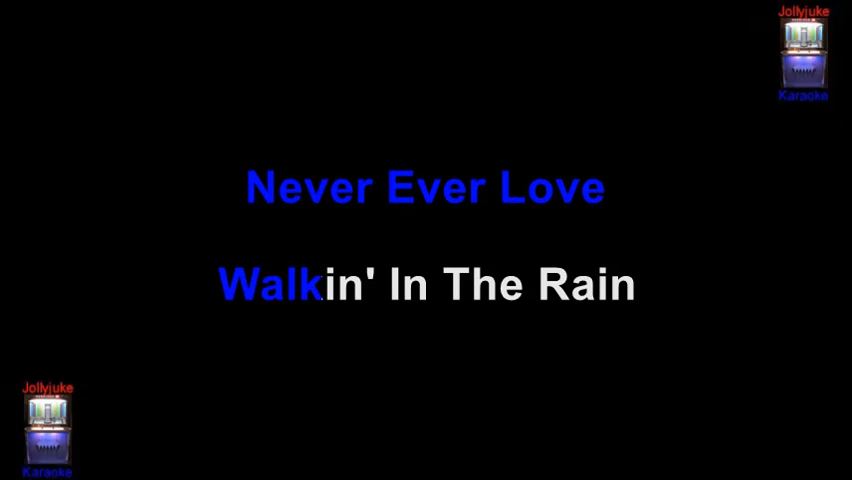 Jollyjuke
Karaoke
Never Ever Love
Walkin' In The Rain
Jollyjuke
Karaoke